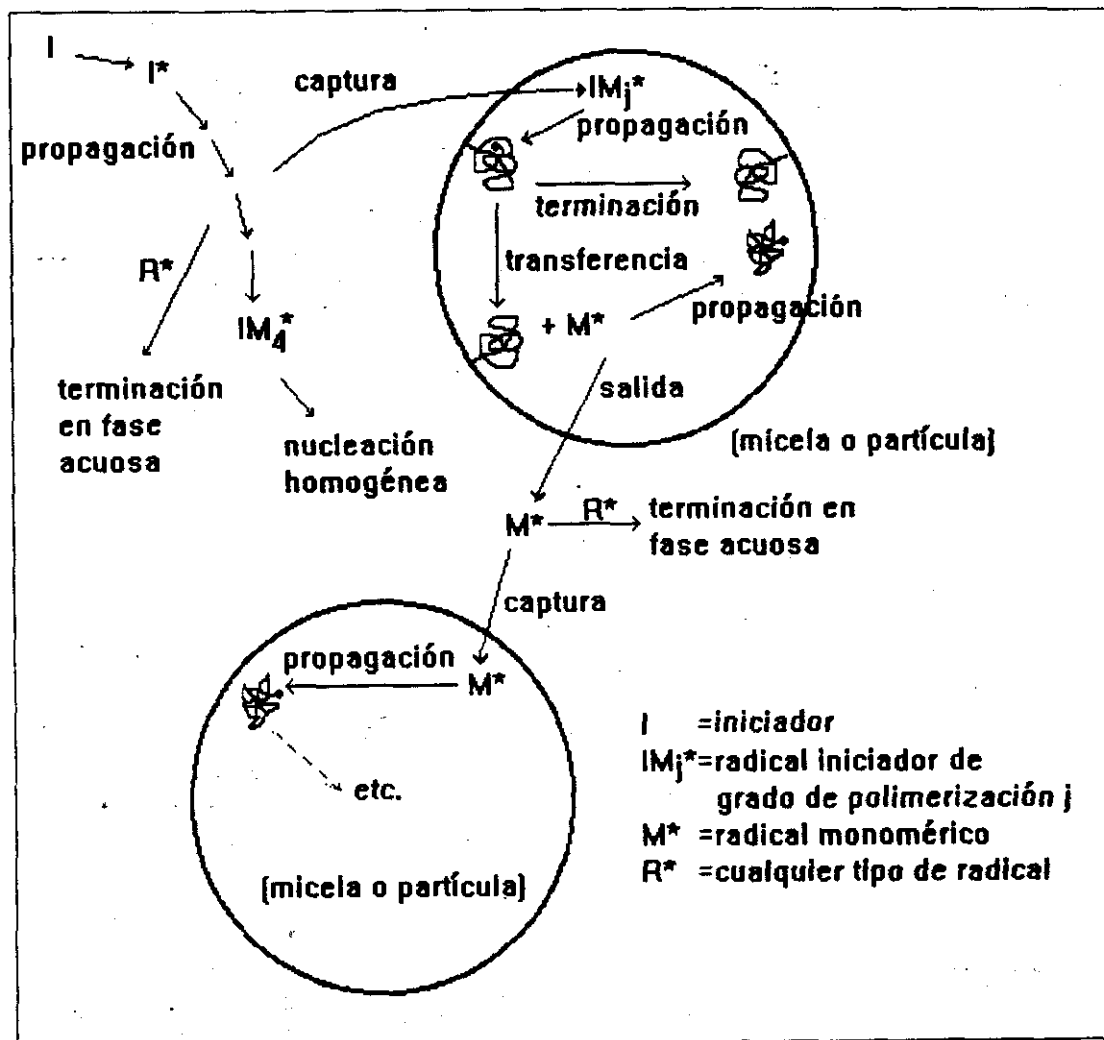 I
I*
propagación
R*
IM4*
terminación
en fase
acuosa
nucleación
homogénea
captura
IMj*
propagación
terminación
transferencia
+ M*
propagación
salida
(micela o partícula)
M*
R*
terminación en
fase acuosa
captura
propagación
M*
etc.
(micela o partícula)
I =iniciador
IMj*=radical iniciador de
grado de polimerización j
M* =radical monomérico
R* =cualquier tipo de radical